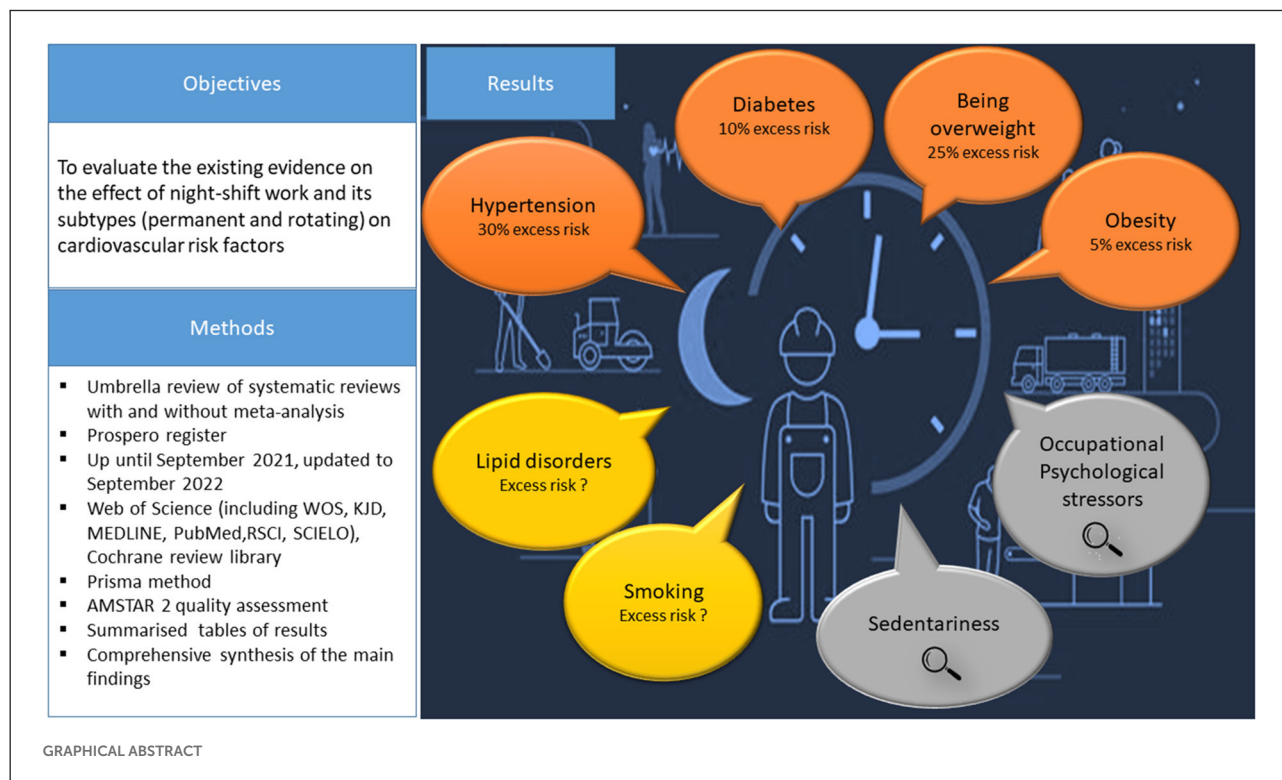 Objectives
To evaluate the existing evidence on
the effect of night-shift work and its
subtypes (permanent and rotating) on
cardiovascular risk factors
Methods
▪ Umbrella review of systematic reviews
with and without meta-analysis
▪ Prospero register
▪ Up until September 2021, updated to
September 2022
▪ Web of Science (including WOS, KJD,
MEDLINE, PubMed,RSCI, SCIELO),
Cochrane review library
▪ Prisma method
▪ AMSTAR 2 quality assessment
▪ Summarised tables of results
▪ Comprehensive synthesis of the main
findings
Results
Hypertension
30% excess risk
Diabetes
10% excess risk
Being
overweight
25% excess risk
Obesity
5% excess risk
Lipid disorders
Excess risk ?
Smoking
Excess risk ?
Sedentariness
Occupational
Psychological
stressors
GRAPHICAL ABSTRACT